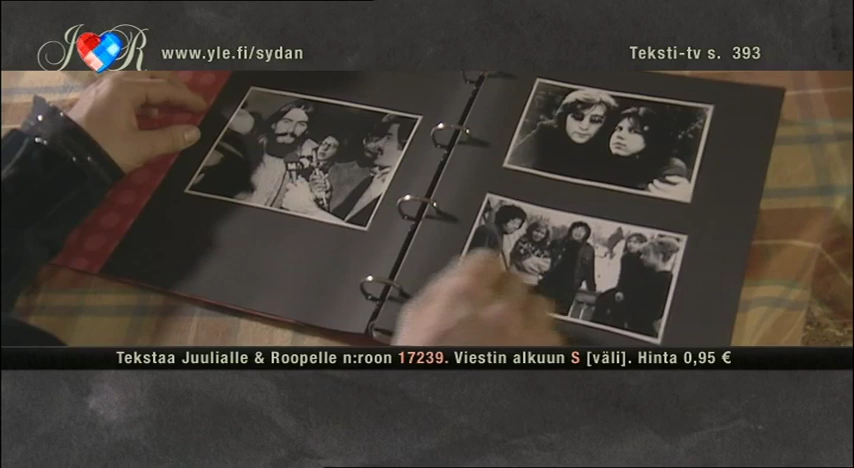 J R
www.yle.fi/sydan
Teksti-tv s. 393
Tekstaa Juulialle & Roopelle n:roon 17239. Viestin alkuun S [väli]. Hinta 0,95 €